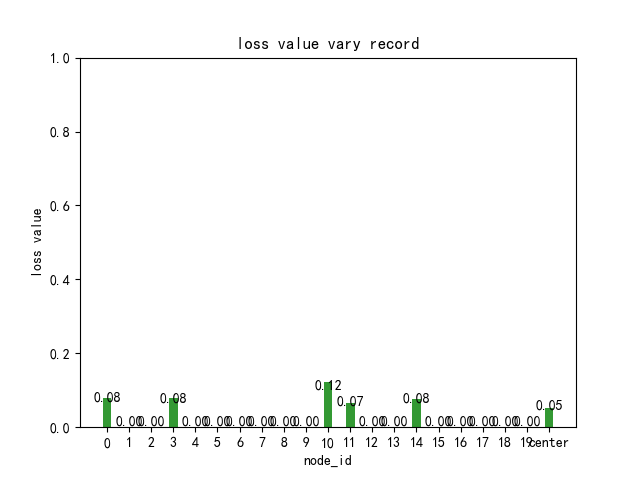 loss value vary record
1.0
0.8
0.6
0.4
0.2
0.0
loss value
0.08 0.00 0.00 0.08 0.00 0.00 0.00 0.00 0.00 0.00 0.12 0.07 0.00 0.00 0.08 0.00 0.00 0.00 0.00 0.00 0.05
0 1 2 3 4 5 6 7 8 9 10 11 12 13 14 15 16 17 18 19 center
node_id